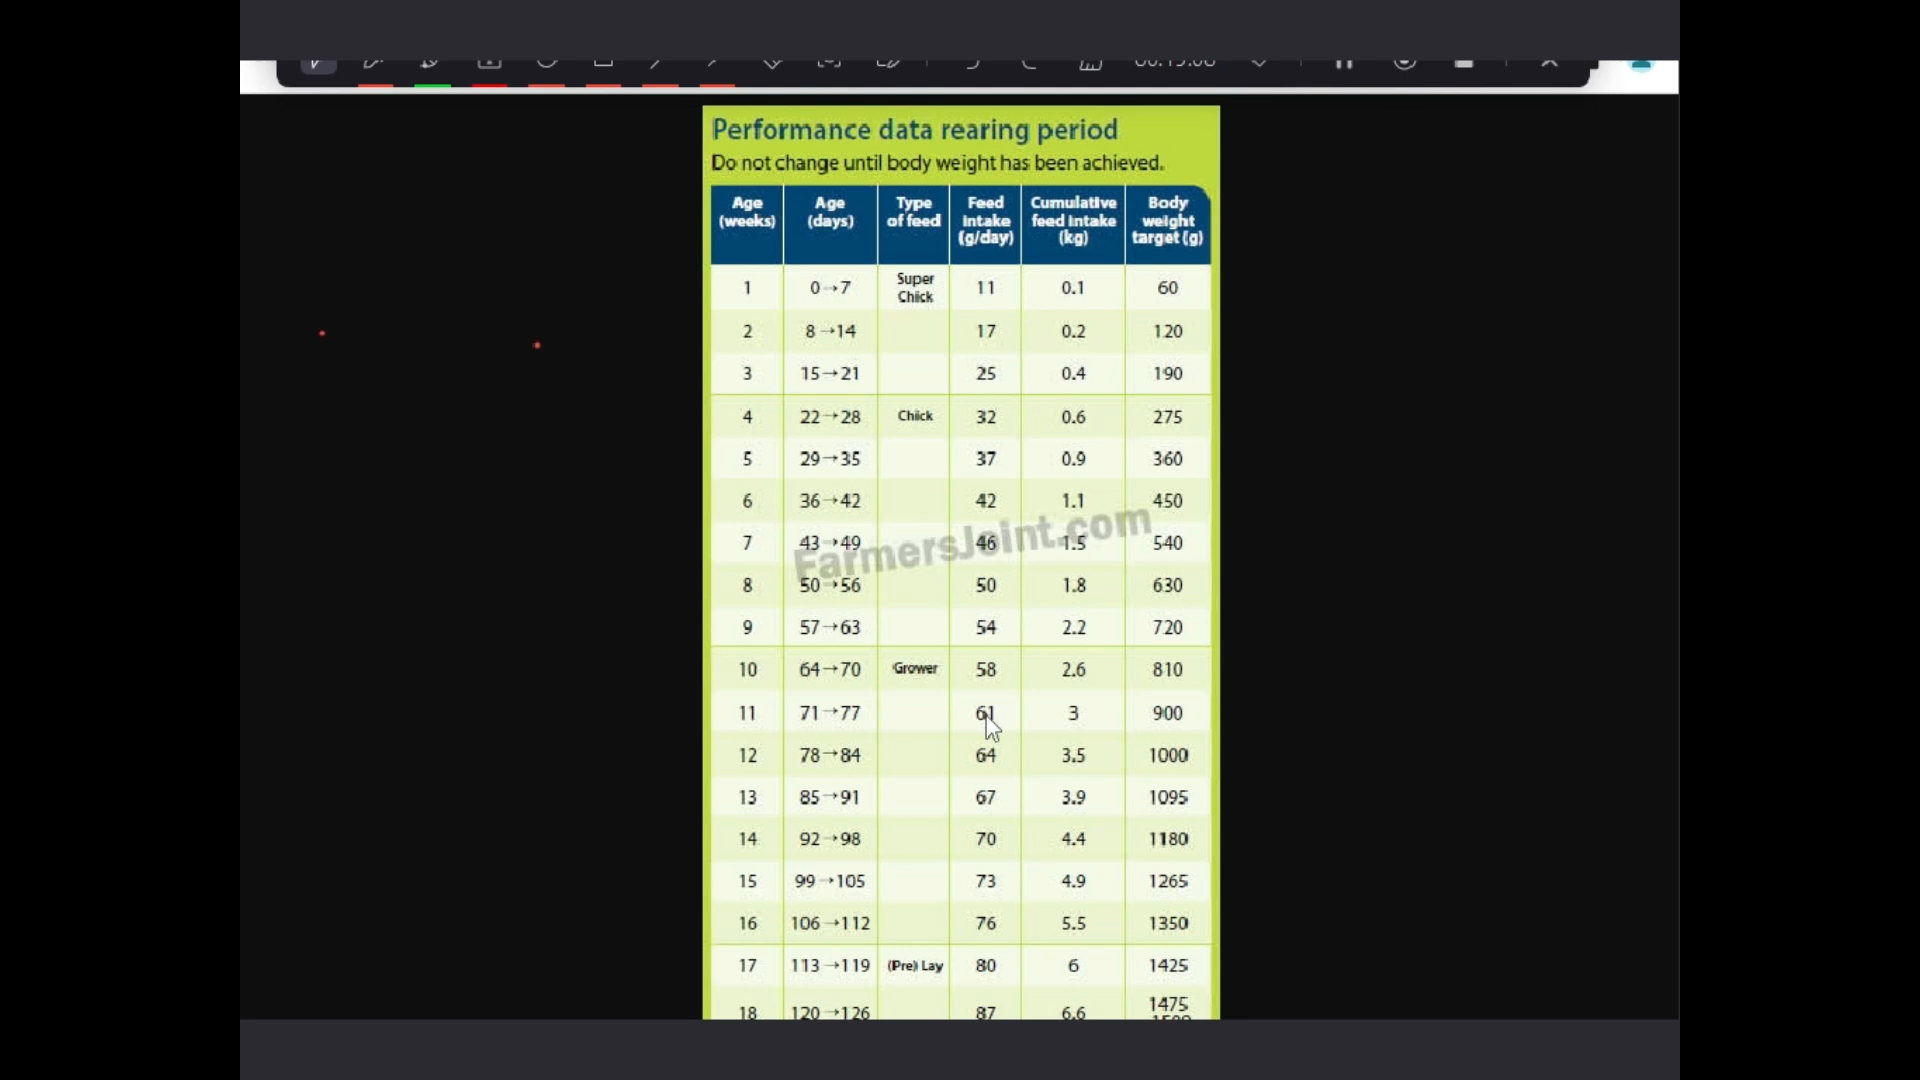 Performance data rearing period
Do not change until body weight has been achieved.
Age (weeks) Age (days) Type of feed Feed intake (g/day) Cumulative feed intake (kg) Body weight target (g)
1 0→7 Super Chick 11 0.1 60
2 8→14 17 0.2 120
3 15→21 25 0.4 190
4 22→28 Chick 32 0.6 275
5 29→35 37 0.9 360
6 36→42 42 1.1 450
7 43→49 46 1.5 540
8 50→56 50 1.8 630
9 57→63 54 2.2 720
10 64→70 Grower 58 2.6 810
11 71→77 61 3 900
12 78→84 64 3.5 1000
13 85→91 67 3.9 1095
14 92→98 70 4.4 1180
15 99→105 73 4.9 1265
16 106→112 76 5.5 1350
17 113→119 (Pre) Lay 80 6 1425
18 120→126 87 6.6 1475
FarmersJoint.com